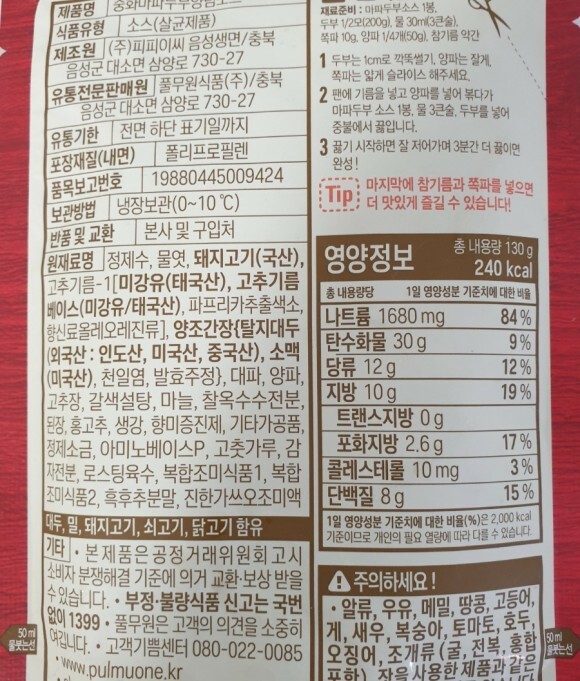 제품명 중화마파두부양념소스
식품유형 소스(살균제품)
제조원 (주)피피이씨 음성생면/충북
음성군 대소면 삼양로 730-27
유통전문판매원 풀무원식품(주)/충북
음성군 대소면 삼양로 730-27
유통기한 전면 하단 표기일까지
포장재질(내면) 폴리프로필렌
품목보고번호 19880445009424
보관방법 냉장보관(0~10 ℃)
반품 및 교환 본사 및 구입처
원재료명 정제수, 물엿, 돼지고기(국산),
고추기름-1[미강유(태국산), 고추기름
베이스(미강유/태국산), 파프리카추출색소,
향신료올레오레진류], 양조간장{탈지대두
(외국산 : 인도산, 미국산, 중국산), 소맥
(미국산), 천일염, 발효주정}, 대파, 양파,
고추장, 갈색설탕, 마늘, 찰옥수수전분,
된장, 홍고추, 생강, 향미증진제, 기타가공품,
정제소금, 아미노베이스P, 고춧가루, 감
자전분, 로스팅육수, 복합조미식품1, 복합
조미식품2, 흑후추분말, 진한가쓰오조미액
대두, 밀, 돼지고기, 쇠고기, 닭고기 함유
기타 • 본 제품은 공정거래위원회 고시
소비자 분쟁해결 기준에 의거 교환·보상 받을
수 있습니다. • 부정·불량식품 신고는 국번
없이 1399 • 풀무원은 고객의 의견을 소중히
여깁니다. • 고객기쁨센터 080-022-0085
• www.pulmuone.kr
50 ml
물붓는선
재료준비 : 마파두부소스 1봉,
두부 1/2모(200g), 물 30ml(3큰술),
쪽파 10g, 양파 1/4개(50g), 참기름 약간
1 두부는 1cm로 깍뚝썰기, 양파는 잘게,
쪽파는 얇게 슬라이스 해주세요.
2 팬에 기름을 넣고 양파를 넣어 볶다가
마파두부 소스 1봉, 물 3큰술, 두부를 넣어
중불에서 끓입니다.
3 끓기 시작하면 잘 저어가며 3분간 더 끓이면
완성!
Tip 마지막에 참기름과 쪽파를 넣으면
더 맛있게 즐길 수 있습니다!
영양정보 총 내용량 130 g
240 kcal
총 내용량당 1일 영양성분 기준치에 대한 비율
나트륨 1680 mg 84 %
탄수화물 30 g 9 %
당류 12 g 12 %
지방 10 g 19 %
트랜스지방 0 g
포화지방 2.6 g 17 %
콜레스테롤 10 mg 3 %
단백질 8 g 15 %
1일 영양성분 기준치에 대한 비율(%)은 2,000 kcal
기준이므로 개인의 필요 열량에 따라 다를 수 있습니다.
주의하세요!
• 알류, 우유, 메밀, 땅콩, 고등어,
게, 새우, 복숭아, 토마토, 호두,
오징어, 조개류(굴, 전복, 홍합
포함), 잣을 사용한 제품과 같은
50 ml
물붓는선